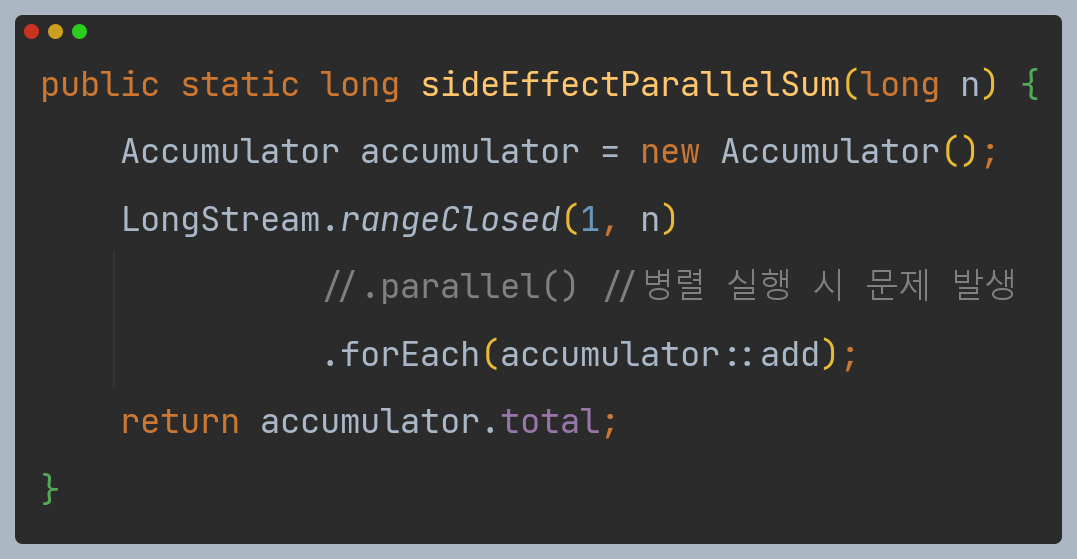 public static long sideEffectParallelSum(long n) {
Accumulator accumulator = new Accumulator();
LongStream.rangeClosed(1, n)
//.parallel() //병렬 실행 시 문제 발생
.forEach(accumulator::add);
return accumulator.total;
}